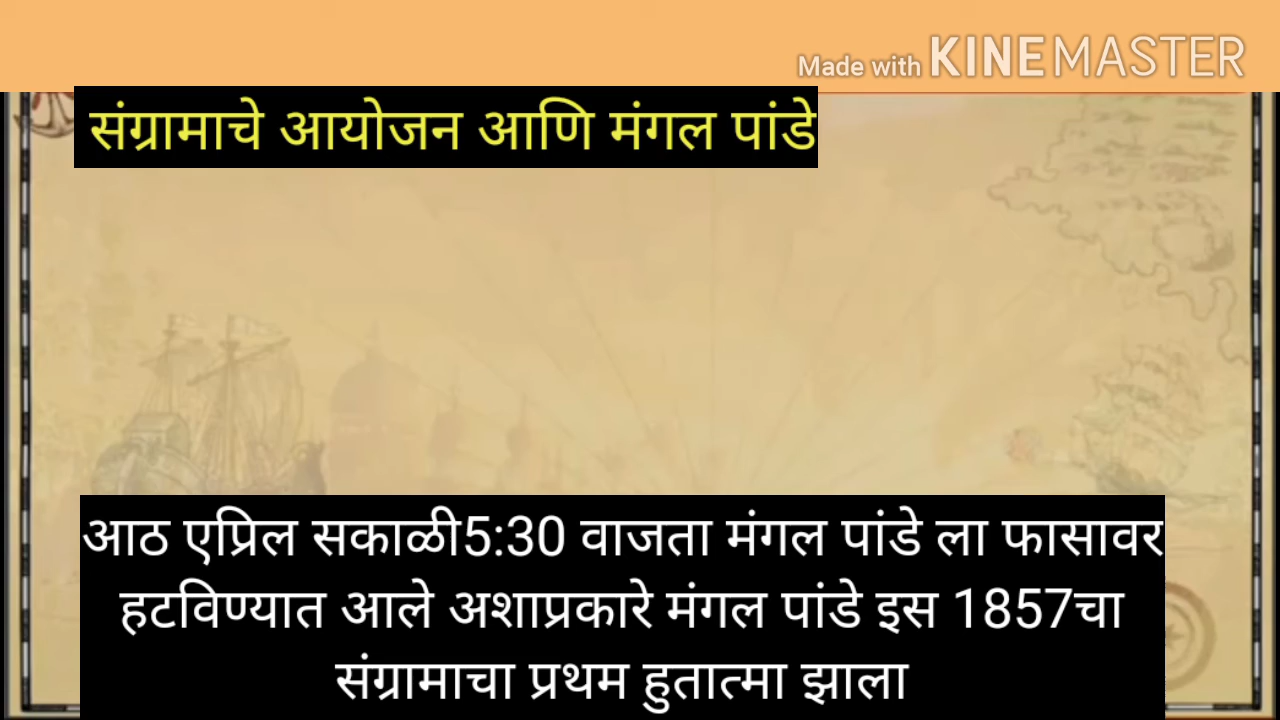 Made with KINEMASTER
संग्रामाचे आयोजन आणि मंगल पांडे
आठ एप्रिल सकाळी5:30 वाजता मंगल पांडे ला फासावर
हटविण्यात आले अशाप्रकारे मंगल पांडे इस 1857चा
संग्रामाचा प्रथम हुतात्मा झाला